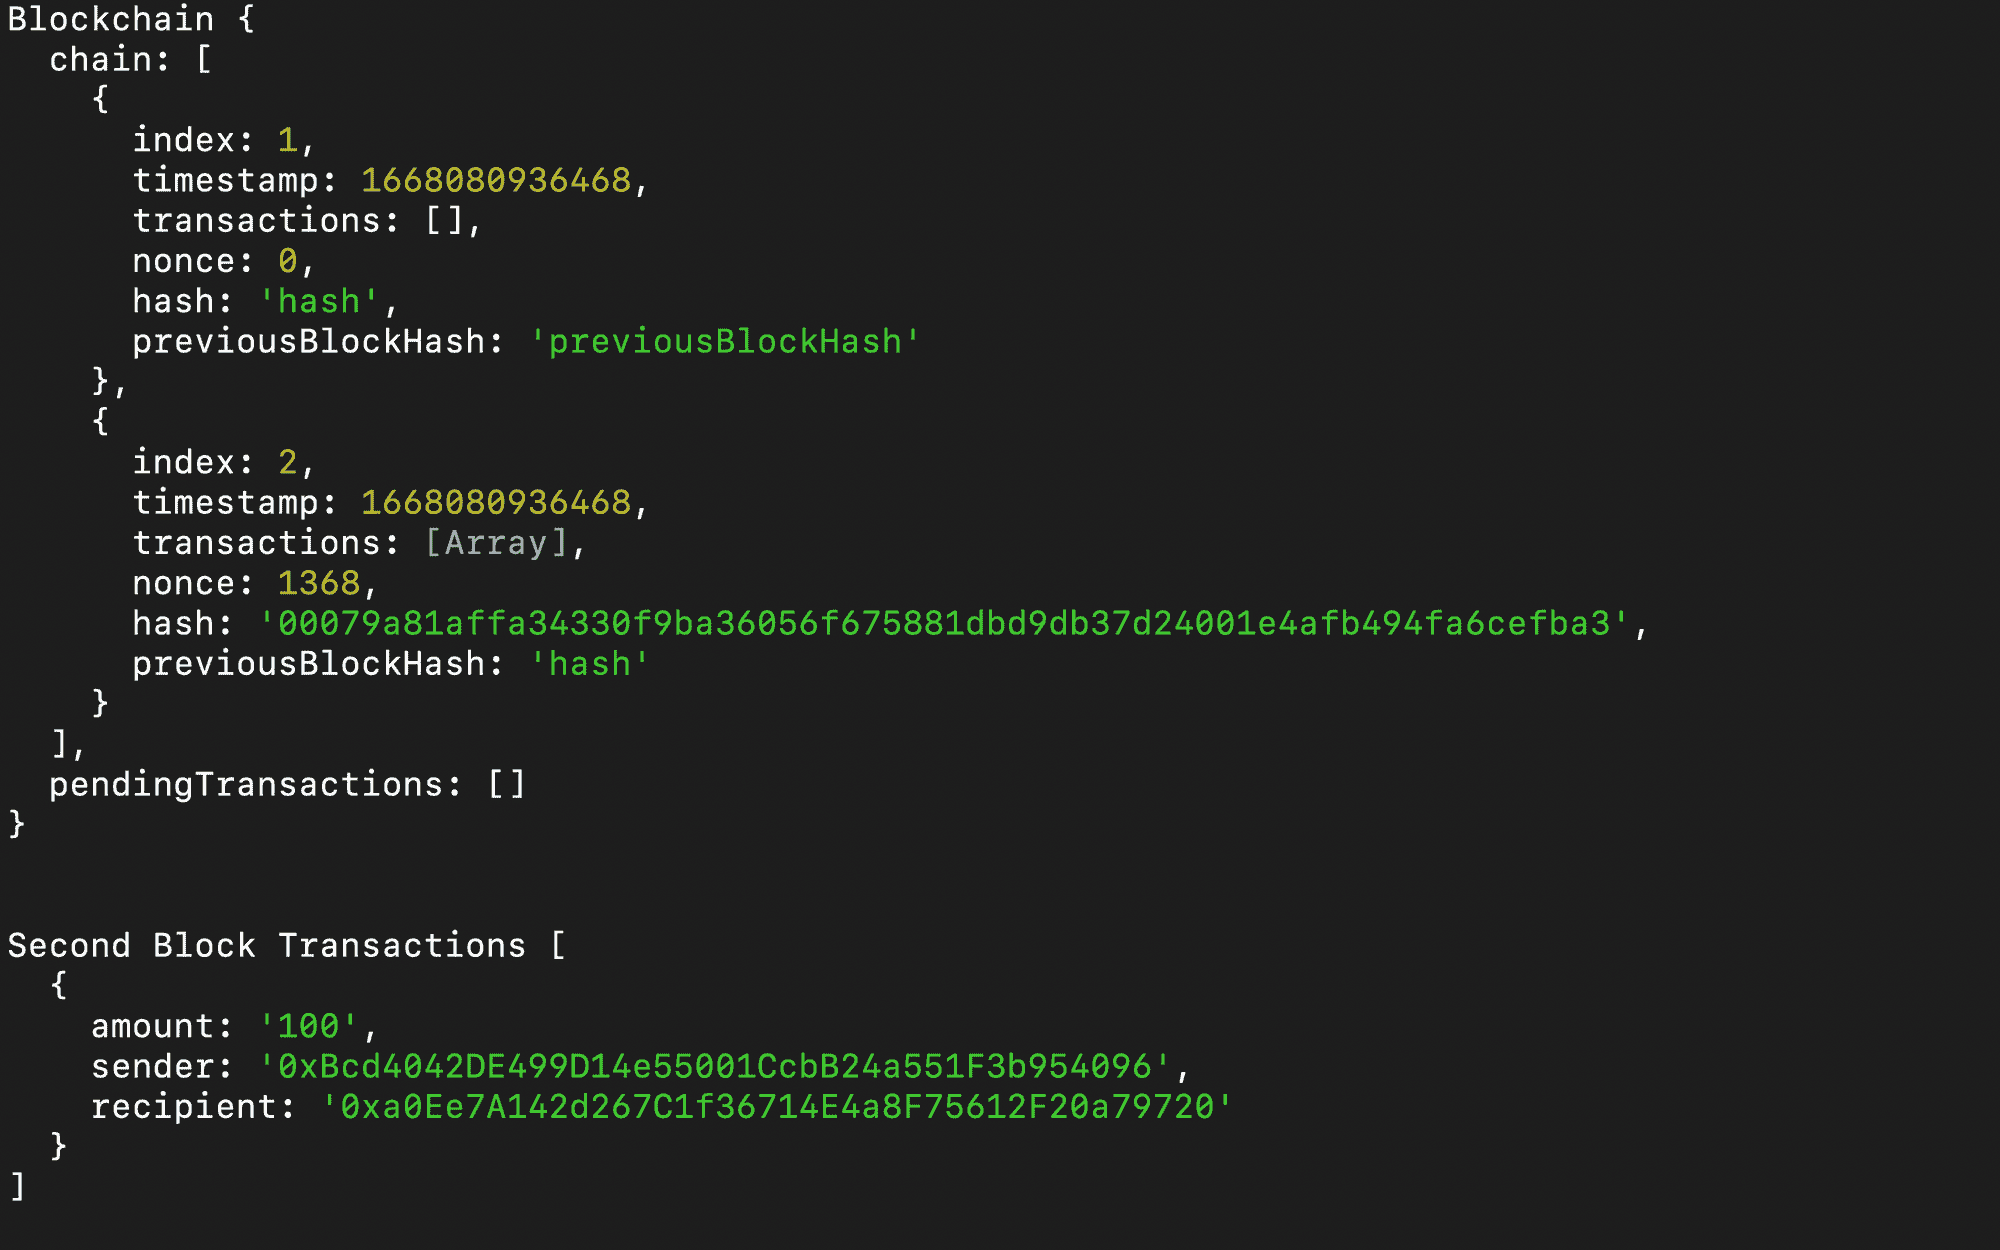 Blockchain {
  chain: [
    {
      index: 1,
      timestamp: 1668080936468,
      transactions: [],
      nonce: 0,
      hash: 'hash',
      previousBlockHash: 'previousBlockHash'
    },
    {
      index: 2,
      timestamp: 1668080936468,
      transactions: [Array],
      nonce: 1368,
      hash: '00079a81affa34330f9ba36056f675881dbd9db37d24001e4afb494fa6cefba3',
      previousBlockHash: 'hash'
    }
  ],
  pendingTransactions: []
}
Second Block Transactions [
  {
    amount: '100',
    sender: '0xBcd4042DE499D14e55001CcbB24a551F3b954096',
    recipient: '0xa0Ee7A142d267C1f36714E4a8F75612F20a79720'
  }
]